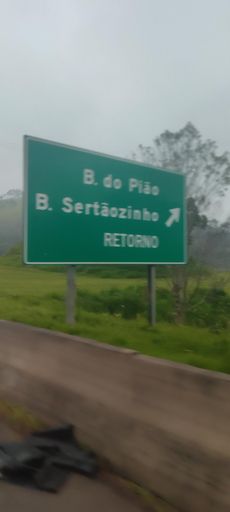 B. do Pião
B. Sertãozinho
RETORNO